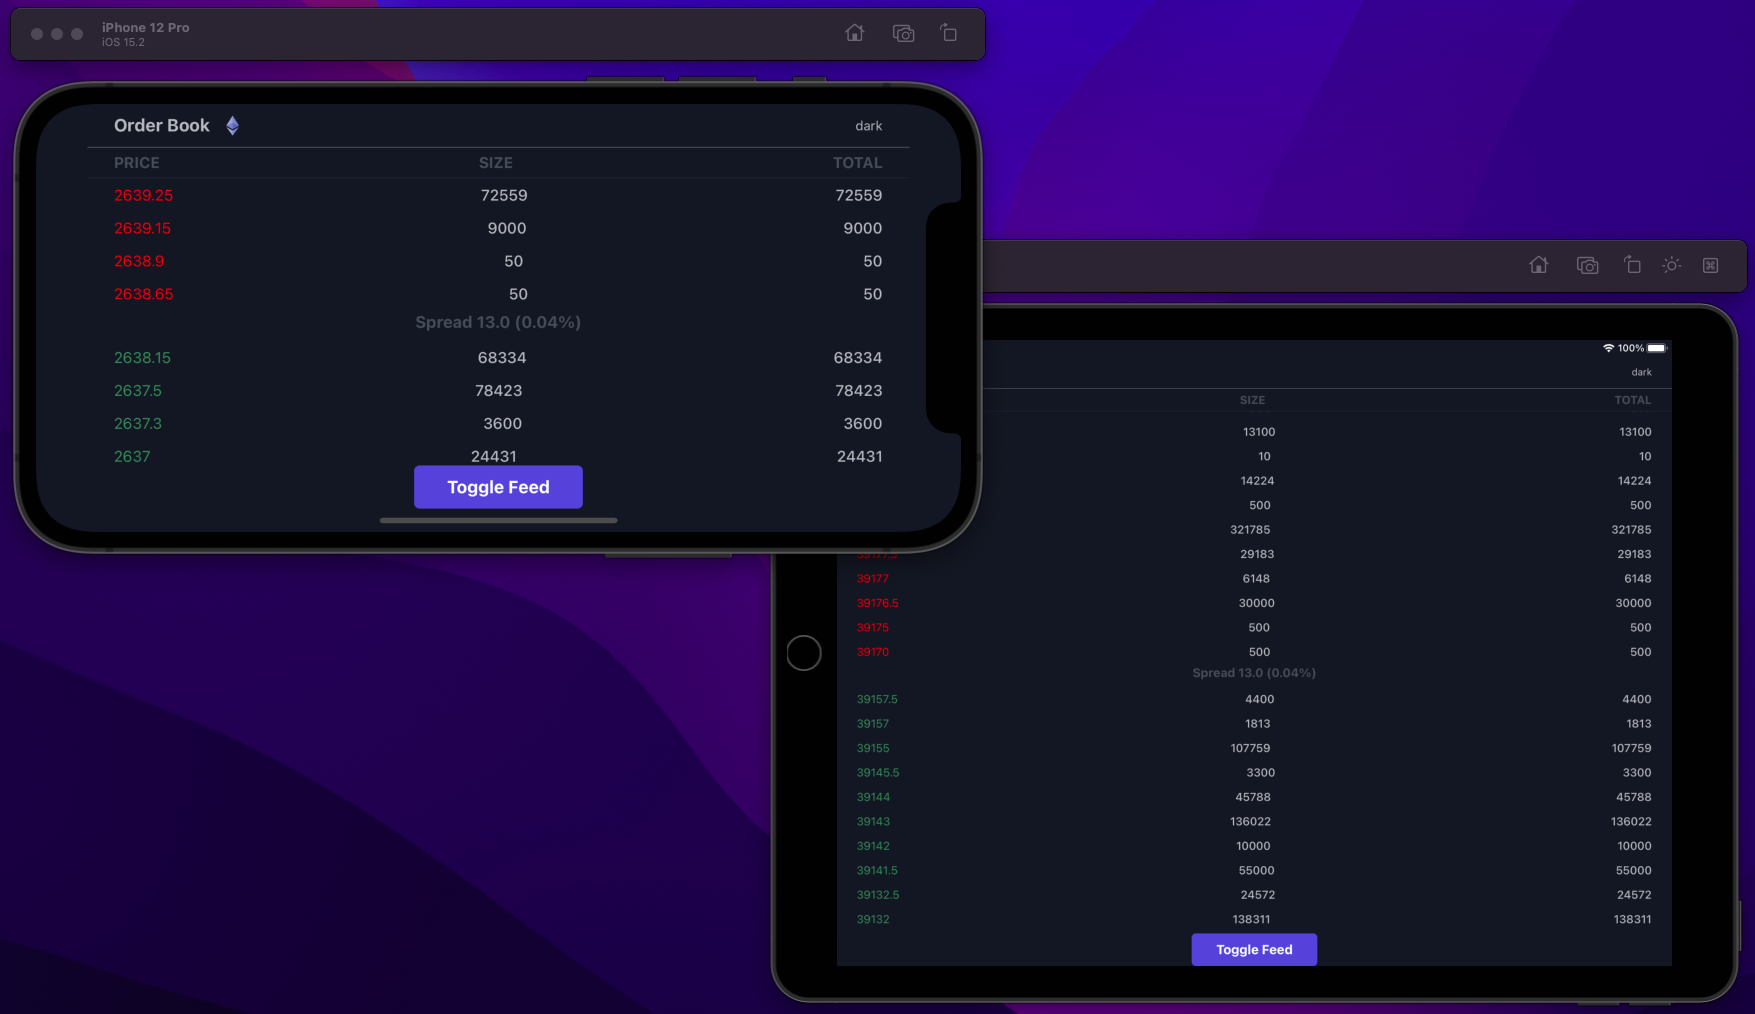 iPhone 12 Pro
iOS 15.2
Order Book dark
PRICE SIZE TOTAL
2639.25 72559 72559
2639.15 9000 9000
2638.9 50 50
2638.65 50 50
Spread 13.0 (0.04%)
2638.15 68334 68334
2637.5 78423 78423
2637.3 3600 3600
2637 24431 24431
Toggle Feed
100%
dark
SIZE TOTAL
13100 13100
10 10
14224 14224
500 500
321785 321785
29183 29183
39177 6148 6148
39176.5 30000 30000
39175 500 500
39170 500 500
Spread 13.0 (0.04%)
39157.5 4400 4400
39157 1813 1813
39155 107759 107759
39145.5 3300 3300
39144 45788 45788
39143 136022 136022
39142 10000 10000
39141.5 55000 55000
39132.5 24572 24572
39132 138311 138311
Toggle Feed